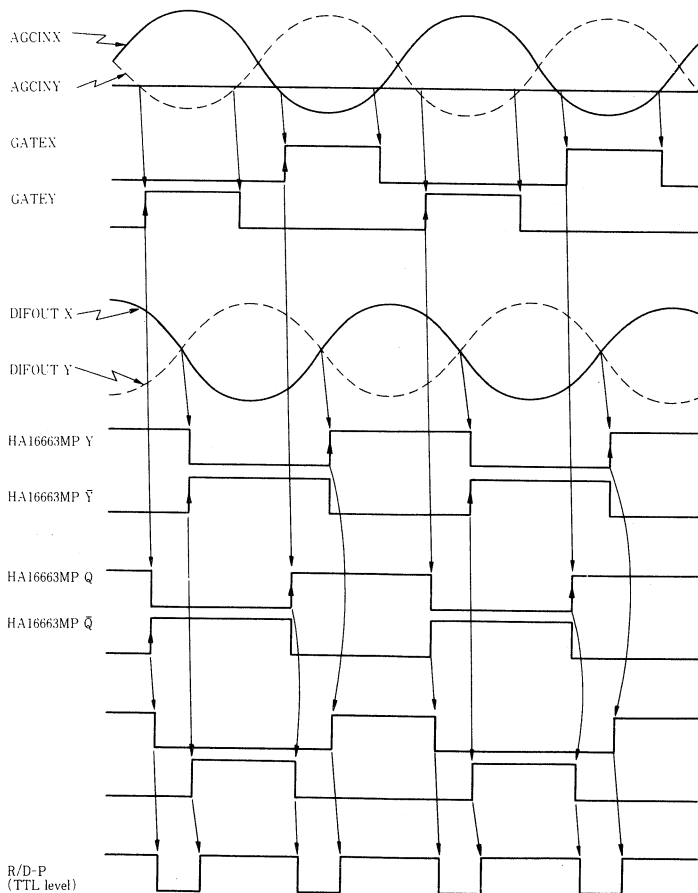 AGCINX
AGCINY
GATEX
GATEY
DIFOUT X
DIFOUT Y
HA16663MP Y
HA16663MP Ȳ
HA16663MP Q
HA16663MP Q̄
R/D-P
(TTL level)